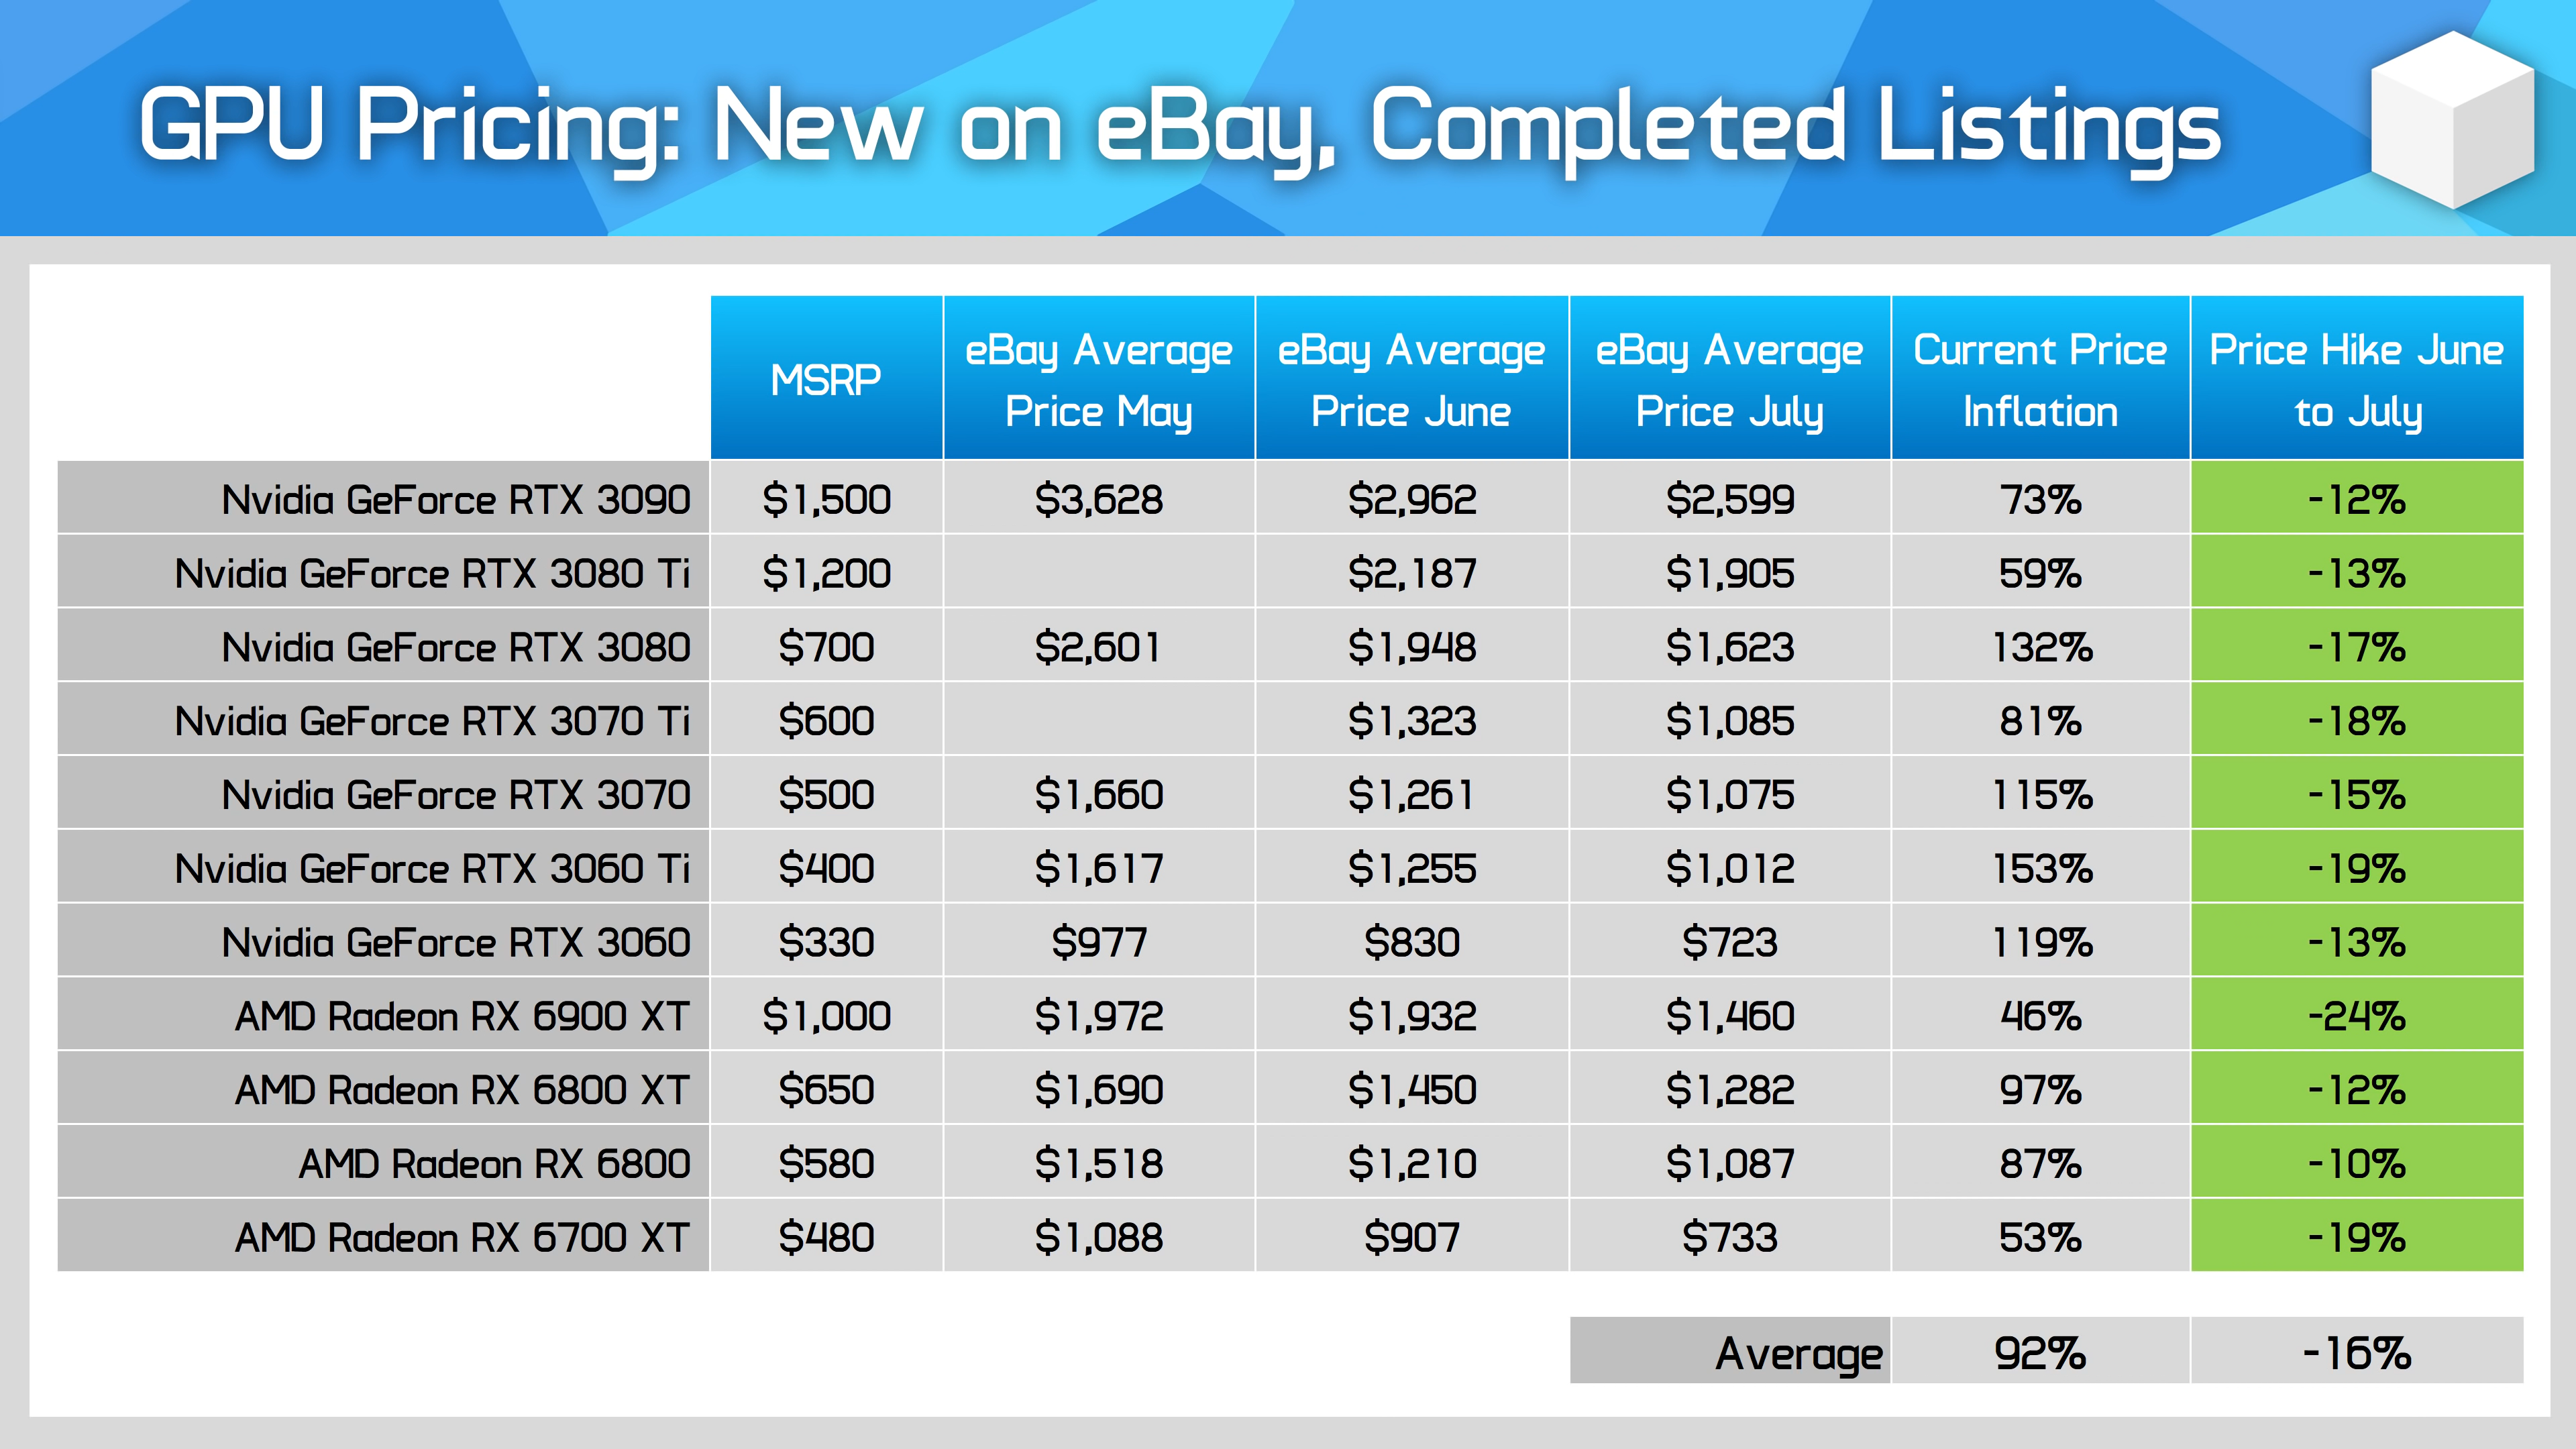 GPU Pricing: New on eBay, Completed Listings
MSRP eBay Average Price May eBay Average Price June eBay Average Price July Current Price Inflation Price Hike June to July
Nvidia GeForce RTX 3090 $1,500 $3,628 $2,962 $2,599 73% -12%
Nvidia GeForce RTX 3080 Ti $1,200 $2,187 $1,905 59% -13%
Nvidia GeForce RTX 3080 $700 $2,601 $1,948 $1,623 132% -17%
Nvidia GeForce RTX 3070 Ti $600 $1,323 $1,085 81% -18%
Nvidia GeForce RTX 3070 $500 $1,660 $1,261 $1,075 115% -15%
Nvidia GeForce RTX 3060 Ti $400 $1,617 $1,255 $1,012 153% -19%
Nvidia GeForce RTX 3060 $330 $977 $830 $723 119% -13%
AMD Radeon RX 6900 XT $1,000 $1,972 $1,932 $1,460 46% -24%
AMD Radeon RX 6800 XT $650 $1,690 $1,450 $1,282 97% -12%
AMD Radeon RX 6800 $580 $1,518 $1,210 $1,087 87% -10%
AMD Radeon RX 6700 XT $480 $1,088 $907 $733 53% -19%
Average 92% -16%